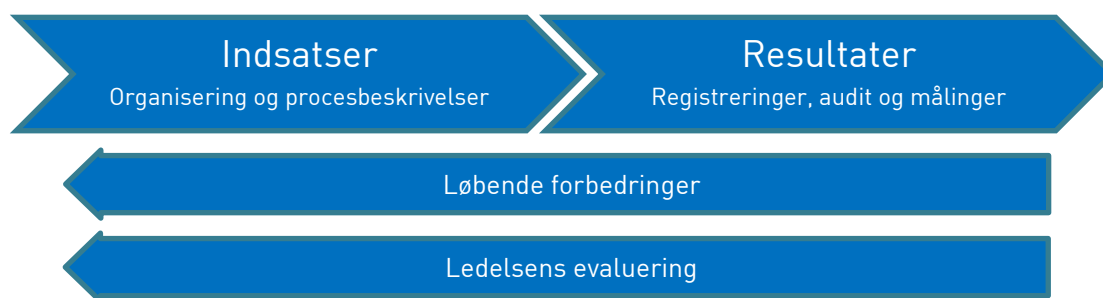 Indsatser
Organisering og procesbeskrivelser
Resultater
Registreringer, audit og målinger
Løbende forbedringer
Ledelsens evaluering